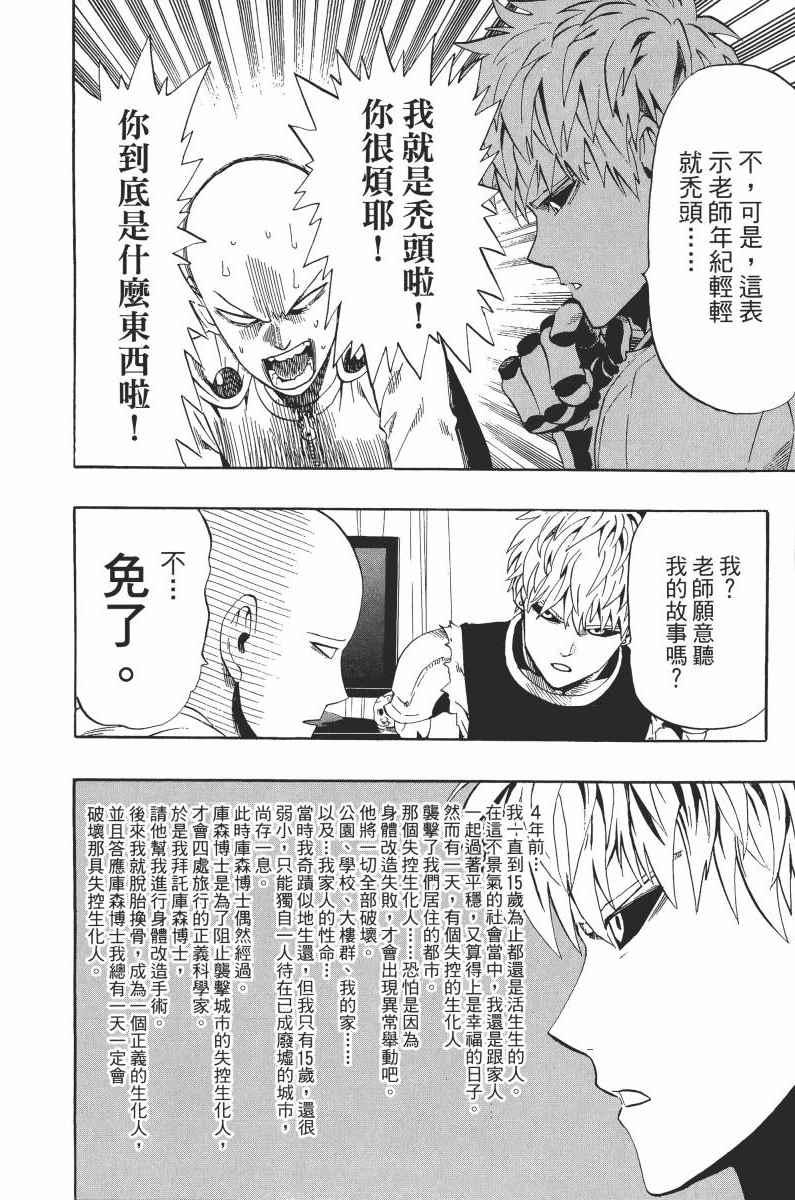 不，可是，這表
示老師年紀輕輕
就禿頭……
我就是禿頭啦！
你很煩耶！
你到底是什麼東西啦！
我？
老師願意聽
我的故事嗎？
不…
免了。
4年前…
我一直到15歲為止都還是活生生的人。
在這不景氣的社會當中，我還是跟家人…
一起過著平穩，又算得上是幸福的日子。
然而有一天，有個失控的生化人
襲擊了我們居住的都市。
那個失控生化人……恐怕是因為
身體改造失敗，才會出現異常舉動吧。
他將一切全部破壞。
公園、學校、大樓群、我的家……
以及…我家人的性命…
當時我奇蹟似地生還，但我只有15歲，還很
弱小，只能獨自一人待在已成廢墟的城市，
尚存一息。
此時庫森博士偶然經過。
庫森博士是為了阻止襲擊城市的失控生化人，
才會四處旅行的正義科學家。
於是我拜託庫森博士，
請他幫我進行身體改造手術。
後來我就脫胎換骨，成為一個正義的生化人，
並且答應庫森博士我總有一天一定會
破壞那具失控生化人。